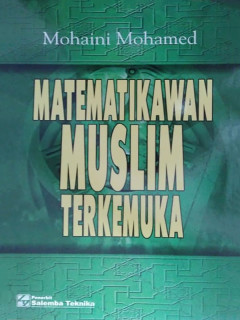 Mohaini Mohamed
MATEMATIKAWAN
MUSLIM
TERKEMUKA
Penerbit
Salemba Teknika